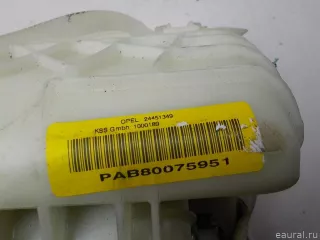 OPEL 24451349
KSS GmbH 1000189
PAB80075951
© eaural.ru